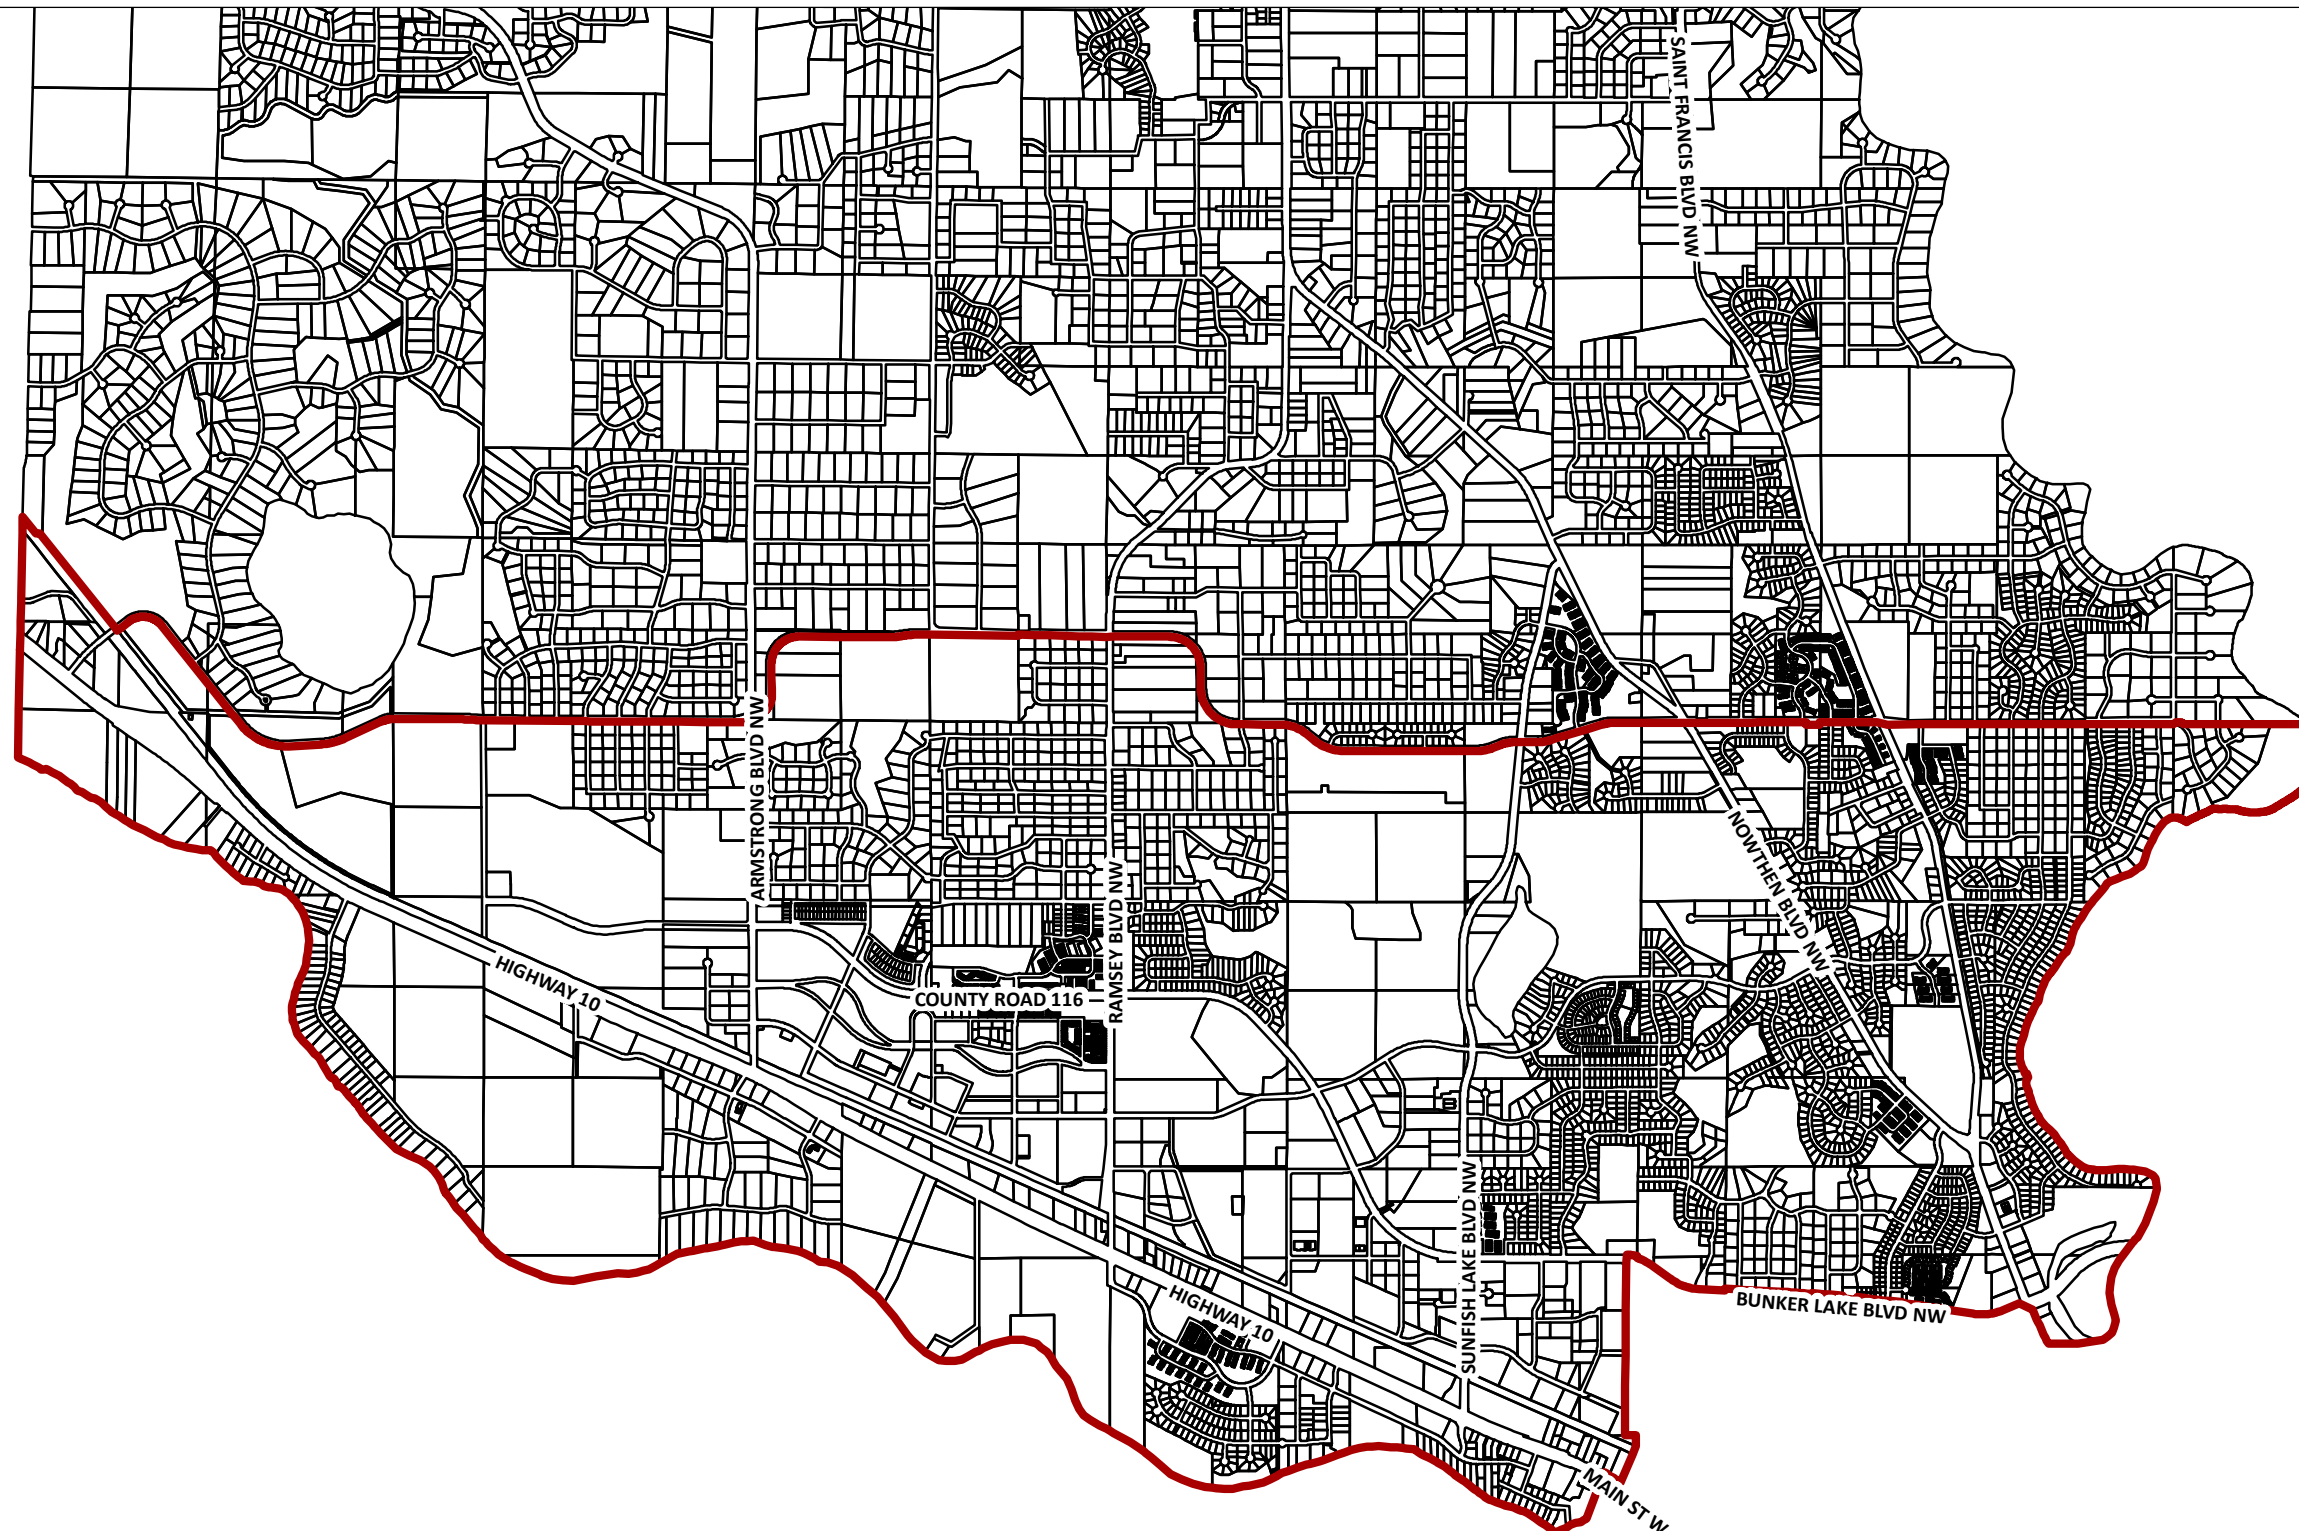 SAINT FRANCIS BLVD NW
ARMSTRONG BLVD NW
NOWTHEN BLVD NW
RAMSEY BLVD NW
HIGHWAY 10
COUNTY ROAD 116
SUNFISH LAKE BLVD NW
HIGHWAY 10
BUNKER LAKE BLVD NW
MAIN ST W